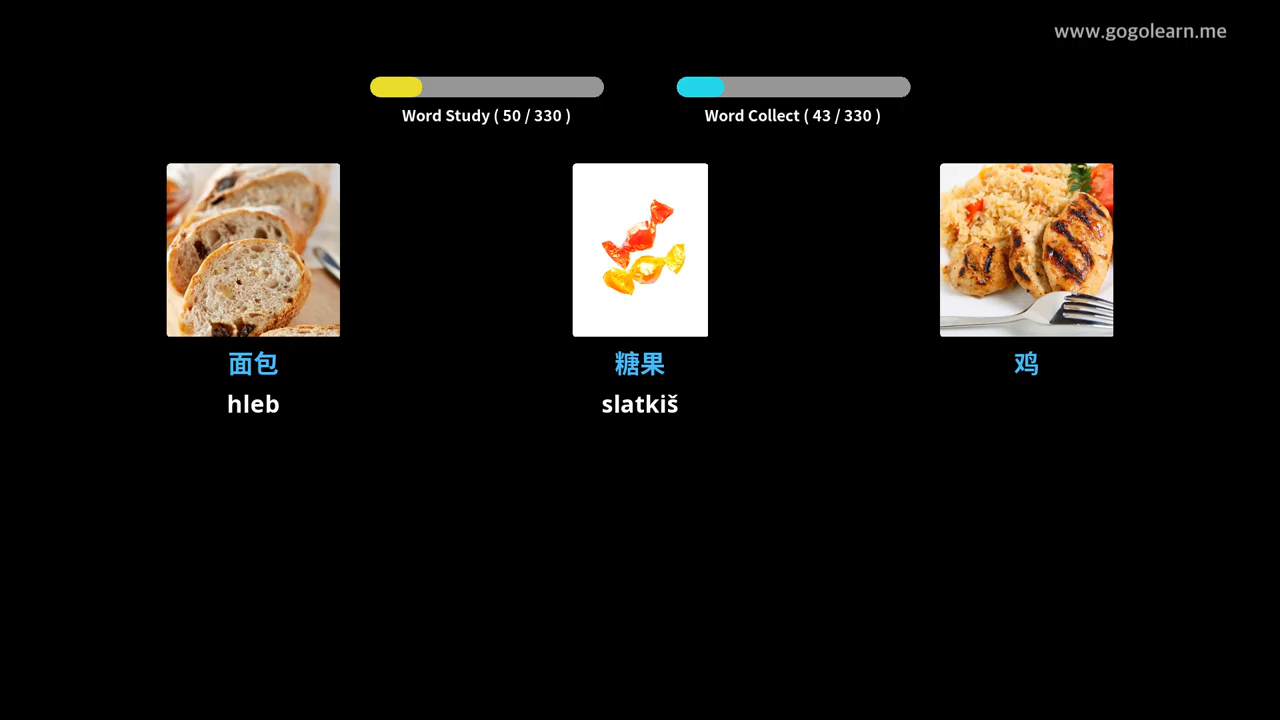 www.gogolearn.me
Word Study ( 50 / 330 )
Word Collect ( 43 / 330 )
面包
糖果
鸡
hleb
slatkiš